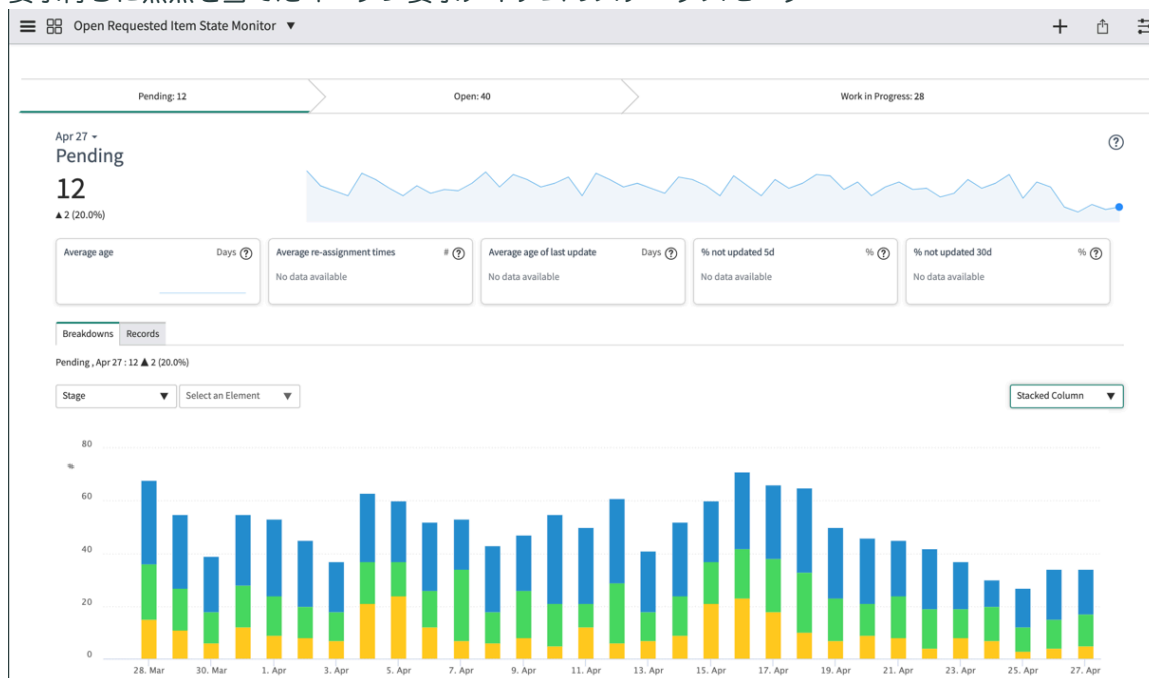 Open Requested Item State Monitor ▼
Pending: 12
Open: 40
Work in Progress: 28
Apr 27
Pending
12
▲ 2 (20.0%)
Average age Days ?
Average re-assignment times # ?
No data available
Average age of last update Days ?
No data available
% not updated 5d % ?
No data available
% not updated 30d % ?
No data available
Breakdowns Records
Pending , Apr 27 : 12 ▲ 2 (20.0%)
Stage ▼ Select an Element ▼ Stacked Column ▼
80
#
60
40
20
0
28. Mar 30. Mar 1. Apr 3. Apr 5. Apr 7. Apr 9. Apr 11. Apr 13. Apr 15. Apr 17. Apr 19. Apr 21. Apr 23. Apr 25. Apr 27. Apr